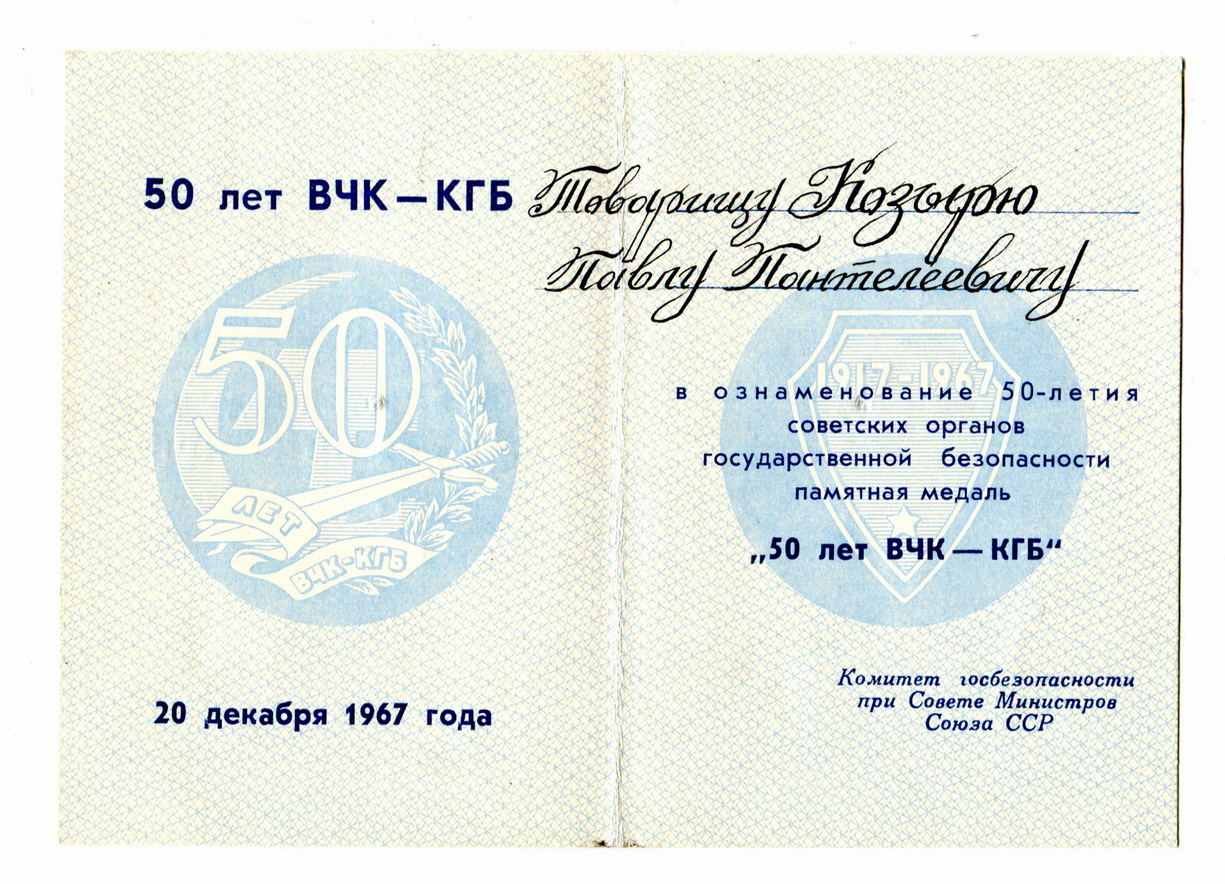 50 лет ВЧК — КГБ
50
ЛЕТ
ВЧК-КГБ
20 декабря 1967 года
Товарищу Козырю
Павлу Пантелеевичу
1917-1967
в ознаменование 50-летия
советских органов
государственной безопасности
памятная медаль
„50 лет ВЧК — КГБ“
Комитет госбезопасности
при Совете Министров
Союза ССР